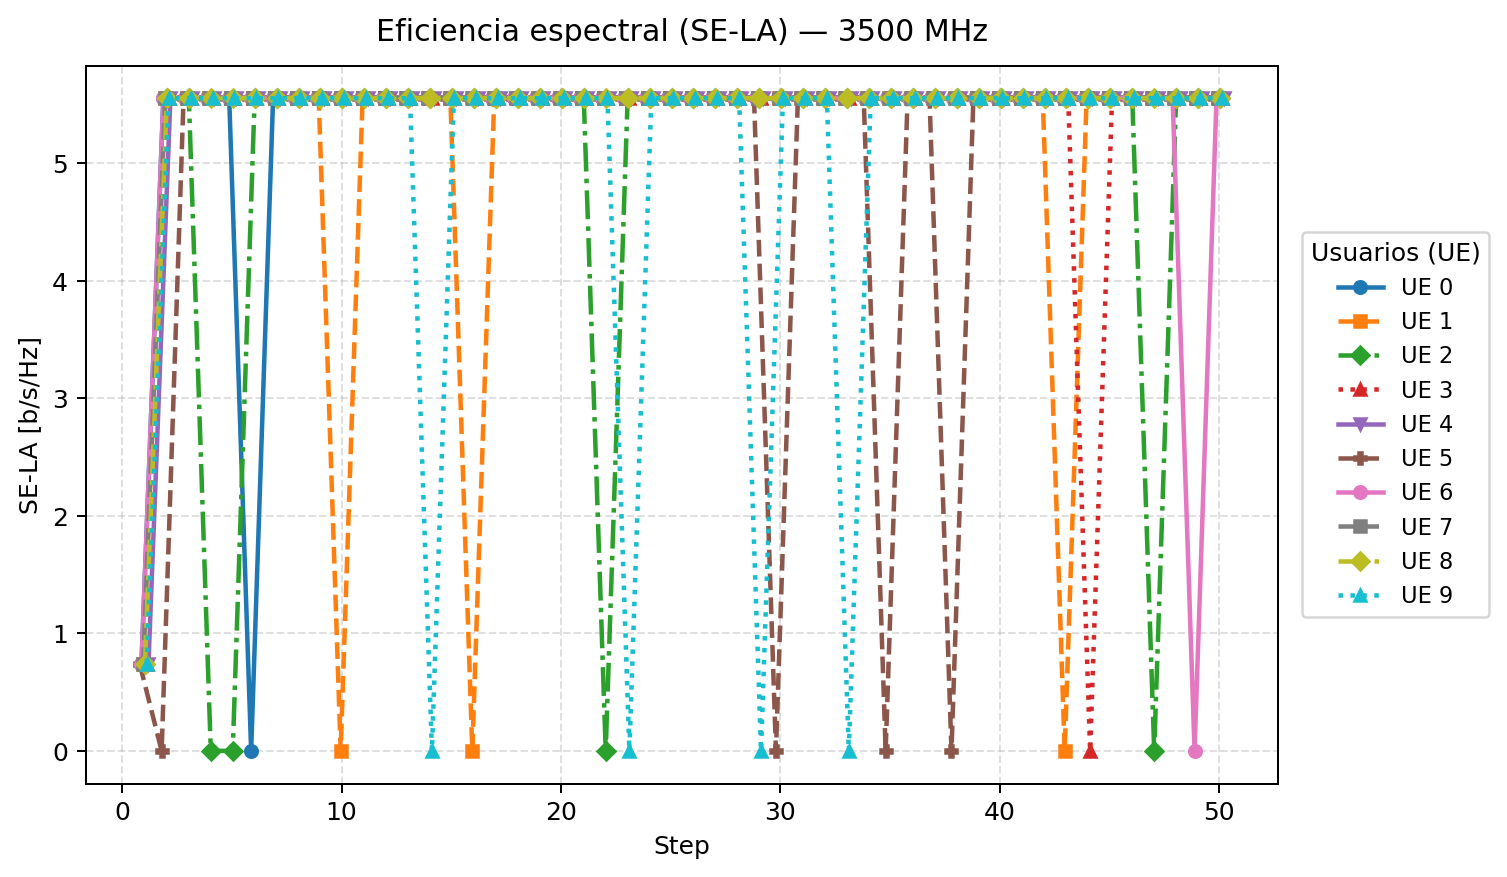 Eficiencia espectral (SE-LA) — 3500 MHz
SE-LA [b/s/Hz]
5
4
3
2
1
0
0 10 20 30 40 50
Step
Usuarios (UE)
UE 0
UE 1
UE 2
UE 3
UE 4
UE 5
UE 6
UE 7
UE 8
UE 9